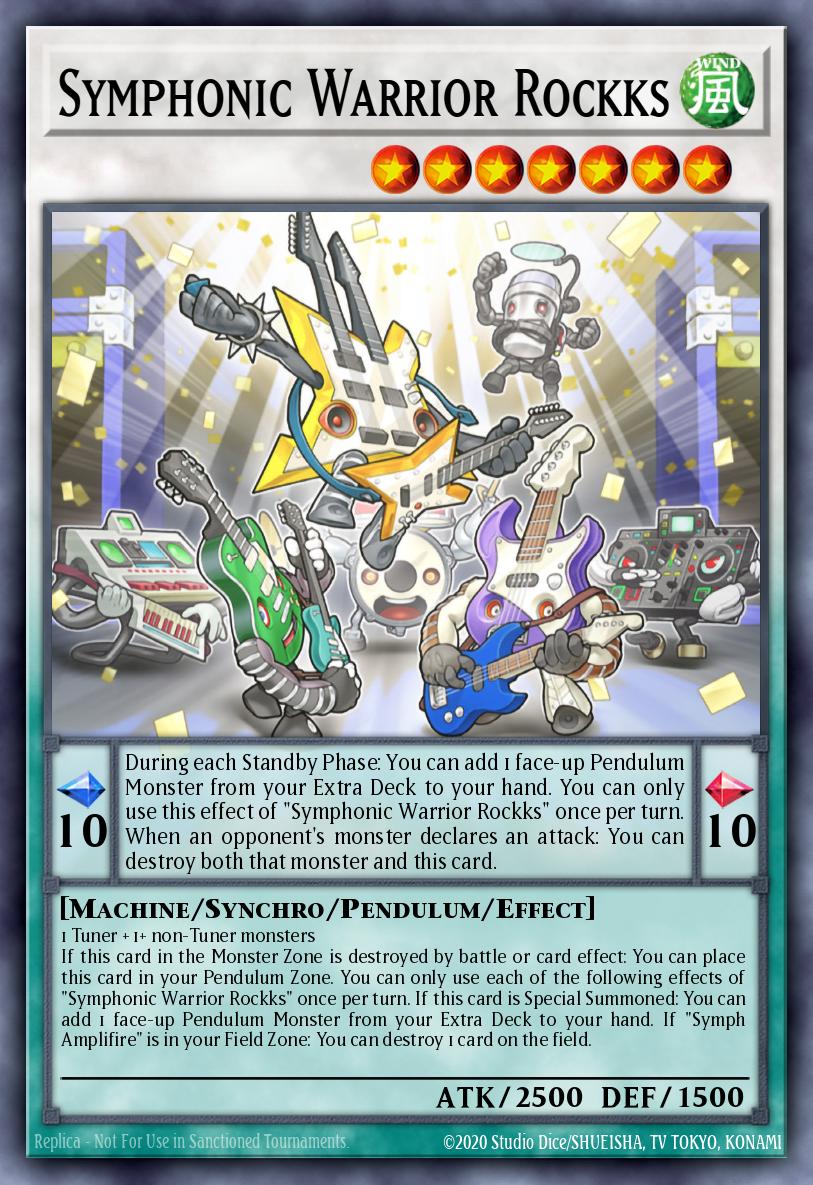 Symphonic Warrior Rockks
WIND
風
During each Standby Phase: You can add 1 face-up Pendulum
Monster from your Extra Deck to your hand. You can only
use this effect of "Symphonic Warrior Rockks" once per turn.
When an opponent's monster declares an attack: You can
destroy both that monster and this card.
10
10
[Machine/Synchro/Pendulum/Effect]
1 Tuner + 1+ non-Tuner monsters
If this card in the Monster Zone is destroyed by battle or card effect: You can place
this card in your Pendulum Zone. You can only use each of the following effects of
"Symphonic Warrior Rockks" once per turn. If this card is Special Summoned: You can
add 1 face-up Pendulum Monster from your Extra Deck to your hand. If "Symph
Amplifire" is in your Field Zone: You can destroy 1 card on the field.
ATK/2500 DEF/1500
Replica - Not For Use in Sanctioned Tournaments.
©2020 Studio Dice/SHUEISHA, TV TOKYO, KONAMI